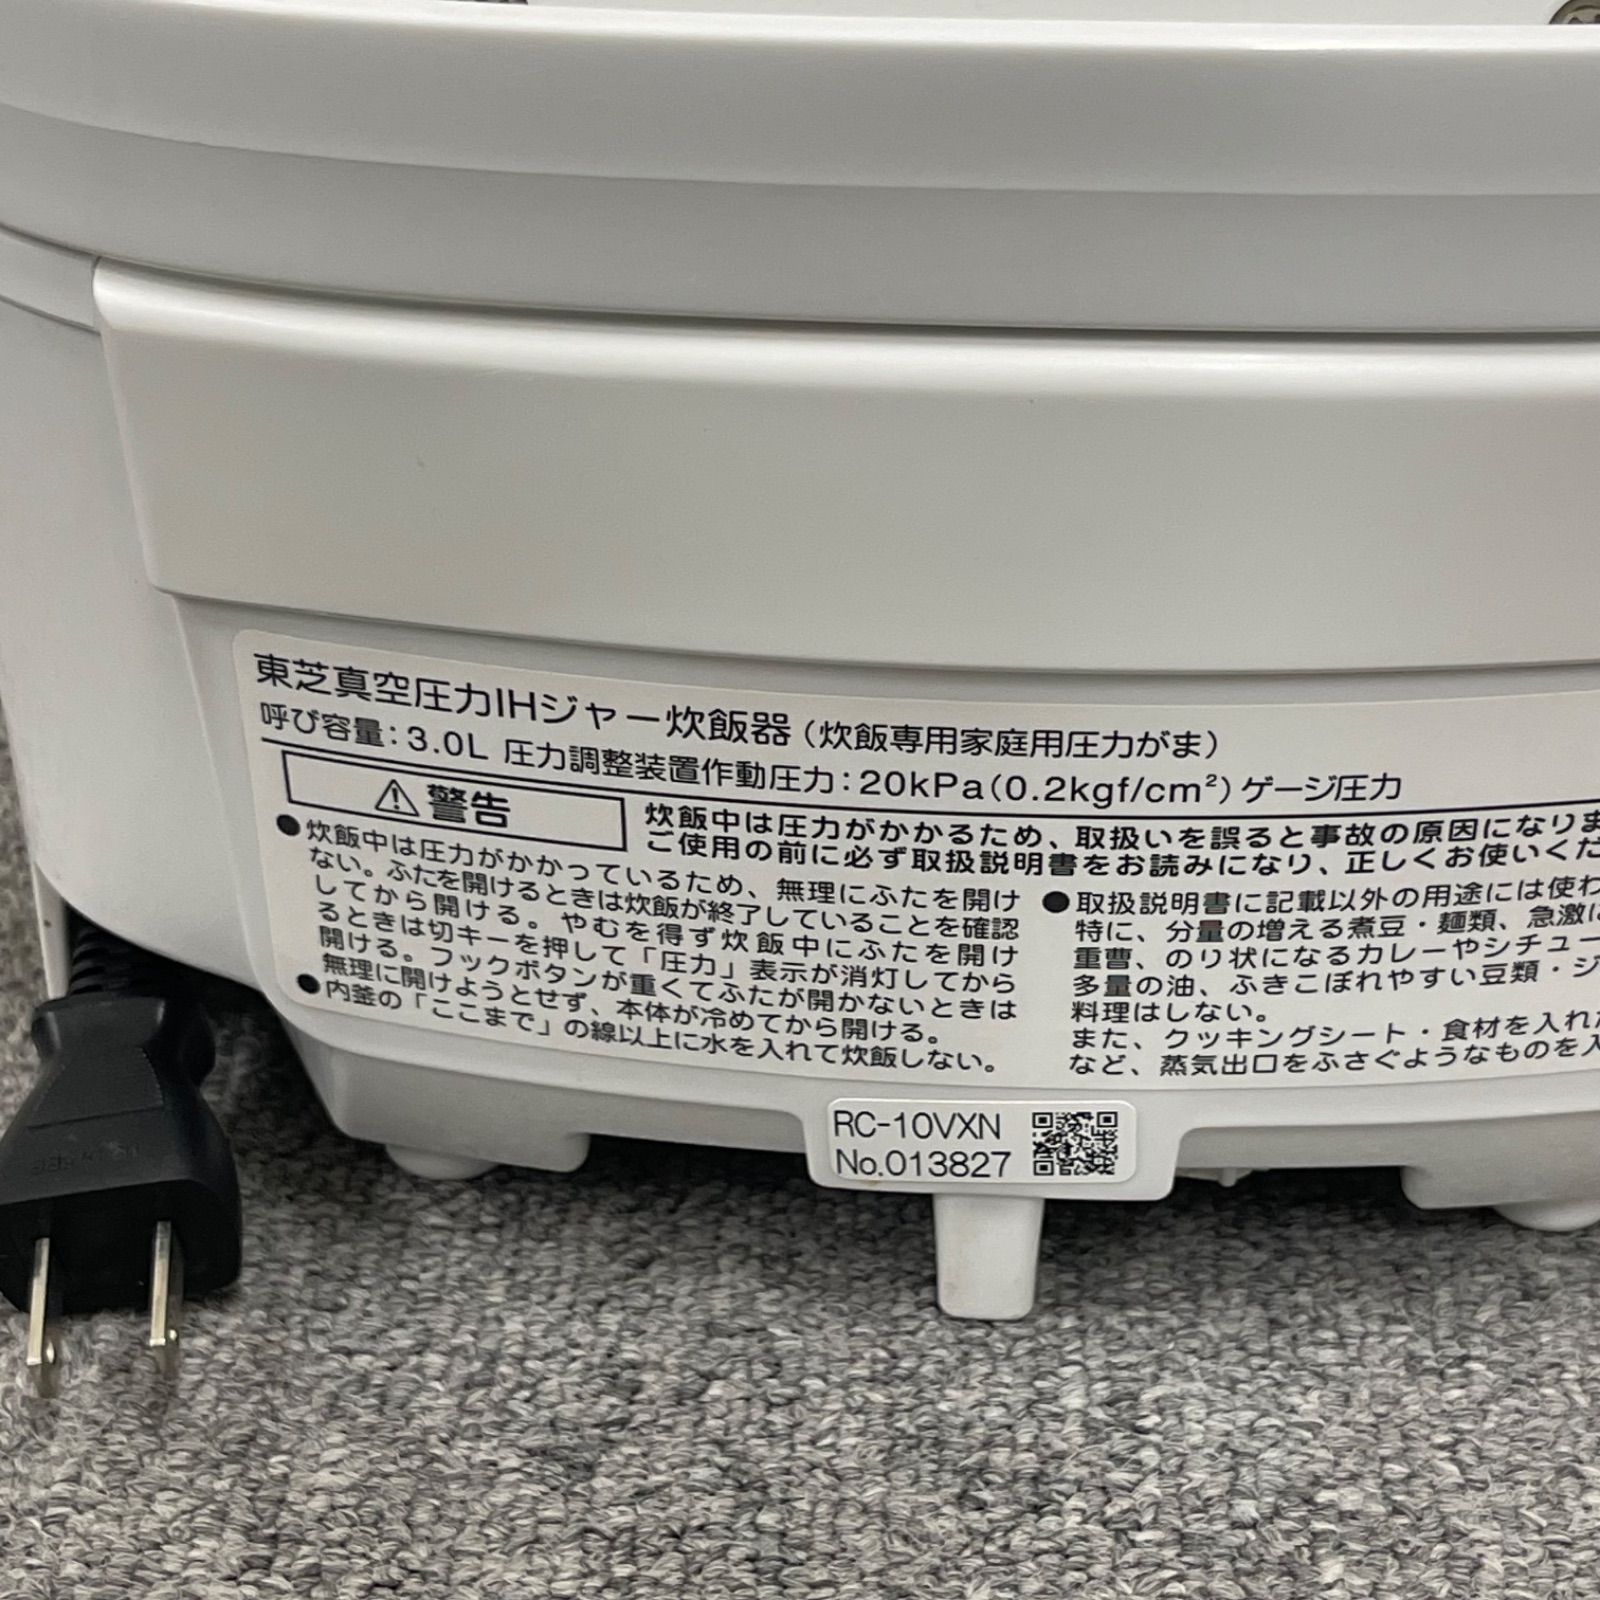 東芝真空圧力IHジャー炊飯器（炊飯専用家庭用圧力がま）
呼び容量：3.0L 圧力調整装置作動圧力：20kPa（0.2kgf/cm²）ゲージ圧力
⚠警告
炊飯中は圧力がかかるため、取扱いを誤ると事故の原因になりま
ご使用の前に必ず取扱説明書をお読みになり、正しくお使いくだ
●炊飯中は圧力がかかっているため、無理にふたを開け
ない。ふたを開けるときは炊飯が終了していることを確認
してから開ける。やむを得ず炊飯中にふたを開け
るときは切キーを押して「圧力」表示が消灯してから
開ける。フックボタンが重くてふたが開かないときは
無理に開けようとせず、本体が冷めてから開ける。
●内釜の「ここまで」の線以上に水を入れて炊飯しない。
●取扱説明書に記載以外の用途には使わ
特に、分量の増える煮豆・麺類、急激に
重曹、のり状になるカレーやシチュー
多量の油、ふきこぼれやすい豆類・ジ
料理はしない。
また、クッキングシート・食材を入れた
など、蒸気出口をふさぐようなものを入
RC-10VXN
No.013827